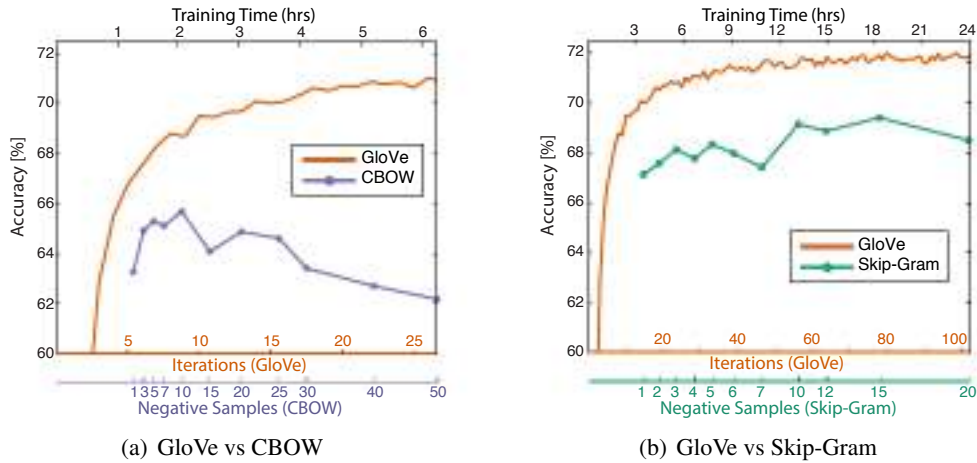 Training Time (hrs)
1 2 3 4 5 6
72
70
68
66
64
62
60
Accuracy [%]
GloVe
CBOW
5 10 15 20 25
Iterations (GloVe)
1 3 5 7 10 15 20 25 30 40 50
Negative Samples (CBOW)
(a) GloVe vs CBOW
Training Time (hrs)
3 6 9 12 15 18 21 24
72
70
68
66
64
62
60
Accuracy [%]
GloVe
Skip-Gram
20 40 60 80 100
Iterations (GloVe)
1 2 3 4 5 6 7 10 12 15 20
Negative Samples (Skip-Gram)
(b) GloVe vs Skip-Gram